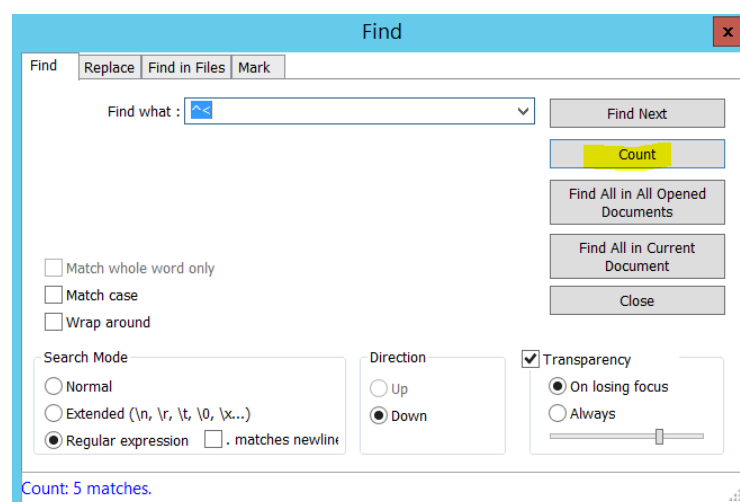 Find
x
Find Replace Find in Files Mark
Find what : ^<
Find Next
Count
Find All in All Opened
Documents
Find All in Current
Document
Close
Match whole word only
Match case
Wrap around
Search Mode
Normal
Extended (\n, \r, \t, \0, \x...)
Regular expression . matches newline
Direction
Up
Down
Transparency
On losing focus
Always
Count: 5 matches.